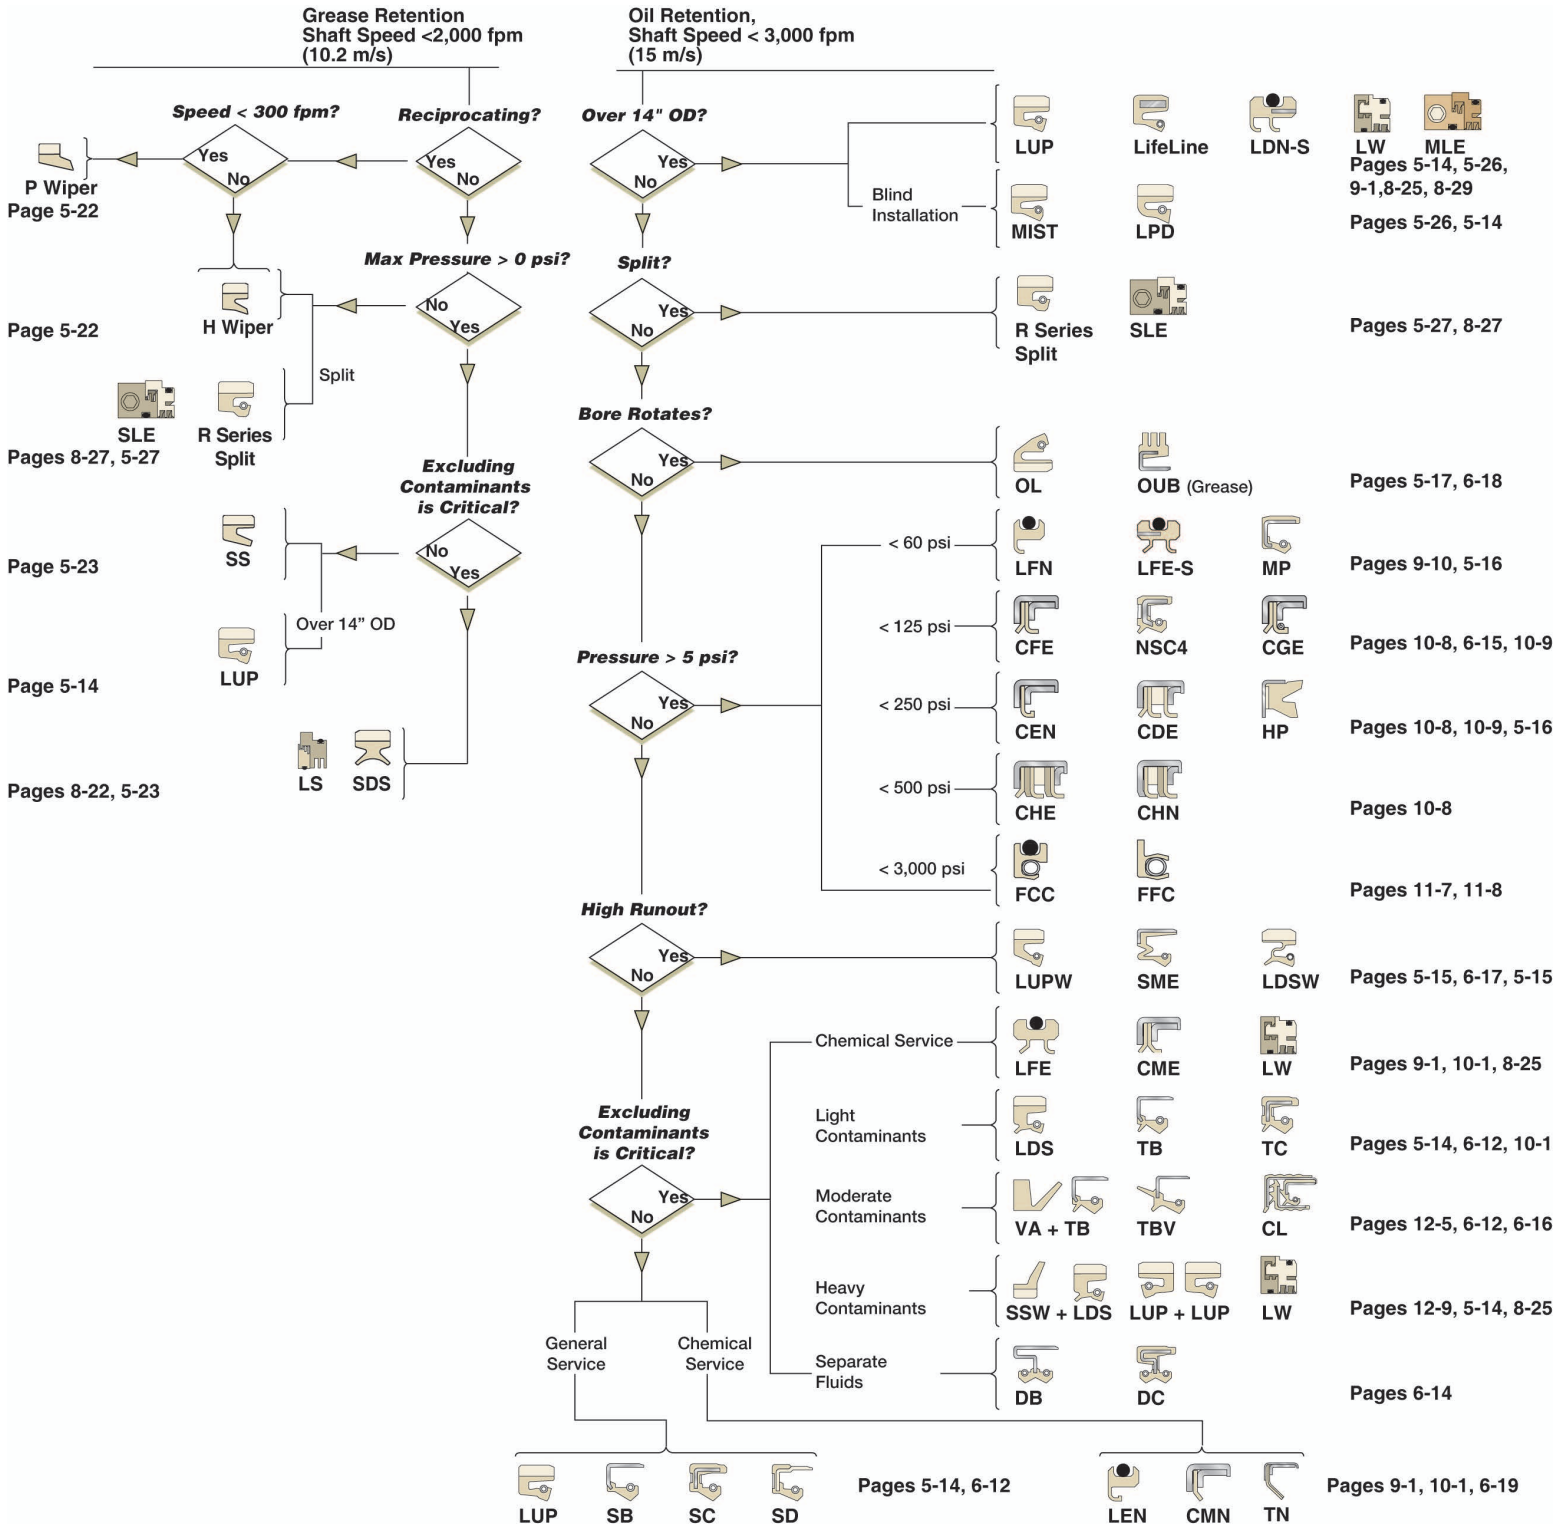 Grease Retention
Shaft Speed <2,000 fpm
(10.2 m/s)
Speed < 300 fpm?
Reciprocating?
Yes
No
Yes
No
P Wiper
Page 5-22
Max Pressure > 0 psi?
No
Yes
H Wiper
Page 5-22
Split
SLE
R Series
Split
Pages 8-27, 5-27
Excluding
Contaminants
is Critical?
No
Yes
SS
Page 5-23
Over 14” OD
LUP
Page 5-14
LS
SDS
Pages 8-22, 5-23
Oil Retention,
Shaft Speed < 3,000 fpm
(15 m/s)
Over 14" OD?
Yes
No
LUP
LifeLine
LDN-S
LW
MLE
Pages 5-14, 5-26,
9-1,8-25, 8-29
Blind
Installation
MIST
LPD
Pages 5-26, 5-14
Split?
Yes
No
R Series
Split
SLE
Pages 5-27, 8-27
Bore Rotates?
Yes
No
OL
OUB (Grease)
Pages 5-17, 6-18
Pressure > 5 psi?
Yes
No
< 60 psi
LFN
LFE-S
MP
Pages 9-10, 5-16
< 125 psi
CFE
NSC4
CGE
Pages 10-8, 6-15, 10-9
< 250 psi
CEN
CDE
HP
Pages 10-8, 10-9, 5-16
< 500 psi
CHE
CHN
Pages 10-8
< 3,000 psi
FCC
FFC
Pages 11-7, 11-8
High Runout?
Yes
No
LUPW
SME
LDSW
Pages 5-15, 6-17, 5-15
Excluding
Contaminants
is Critical?
Yes
No
Chemical Service
LFE
CME
LW
Pages 9-1, 10-1, 8-25
Light
Contaminants
LDS
TB
TC
Pages 5-14, 6-12, 10-1
Moderate
Contaminants
VA + TB
TBV
CL
Pages 12-5, 6-12, 6-16
Heavy
Contaminants
SSW + LDS
LUP + LUP
LW
Pages 12-9, 5-14, 8-25
Separate
Fluids
DB
DC
Pages 6-14
General
Service
Chemical
Service
LUP
SB
SC
SD
Pages 5-14, 6-12
LEN
CMN
TN
Pages 9-1, 10-1, 6-19